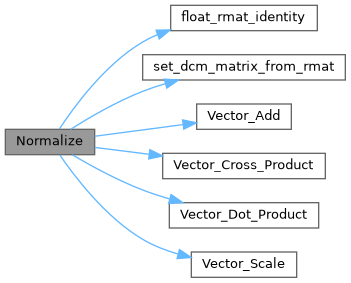 float_rmat_identity
set_dcm_matrix_from_rmat
Vector_Add
Normalize
Vector_Cross_Product
Vector_Dot_Product
Vector_Scale